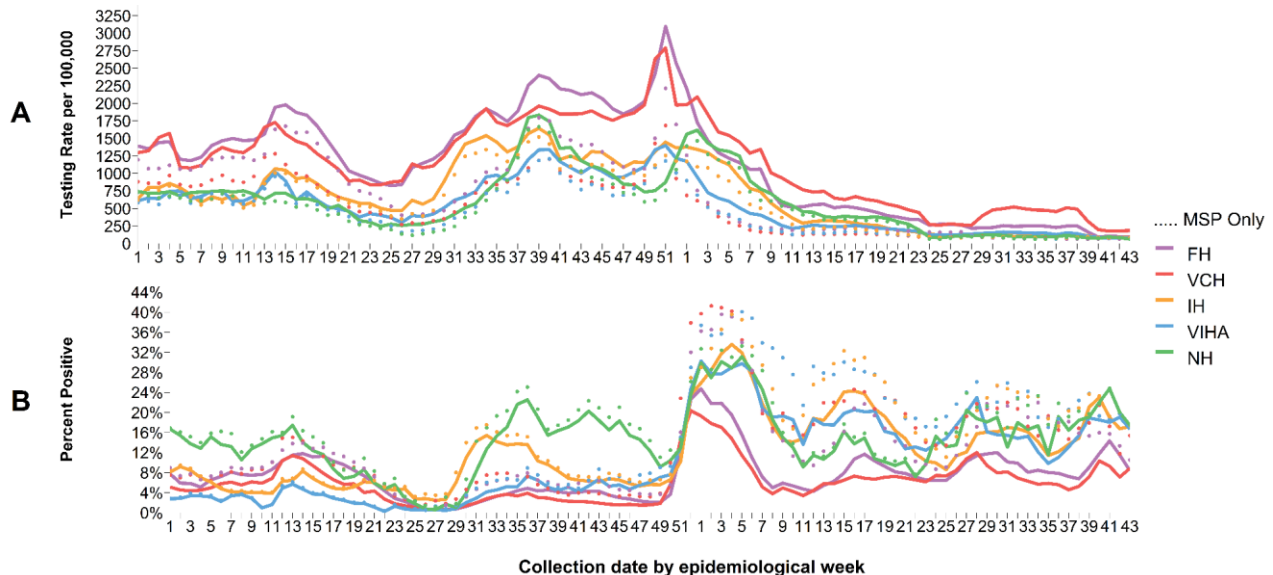 A
Testing Rate per 100,000
3250
3000
2750
2500
2250
2000
1750
1500
1250
1000
750
500
250
0
1 3 5 7 9 11 13 15 17 19 21 23 25 27 29 31 33 35 37 39 41 43 45 47 49 51 1 3 5 7 9 11 13 15 17 19 21 23 25 27 29 31 33 35 37 39 41 43
..... MSP Only
FH
VCH
IH
VIHA
NH
B
Percent Positive
44%
40%
36%
32%
28%
24%
20%
16%
12%
8%
4%
0%
1 3 5 7 9 11 13 15 17 19 21 23 25 27 29 31 33 35 37 39 41 43 45 47 49 51 1 3 5 7 9 11 13 15 17 19 21 23 25 27 29 31 33 35 37 39 41 43
Collection date by epidemiological week